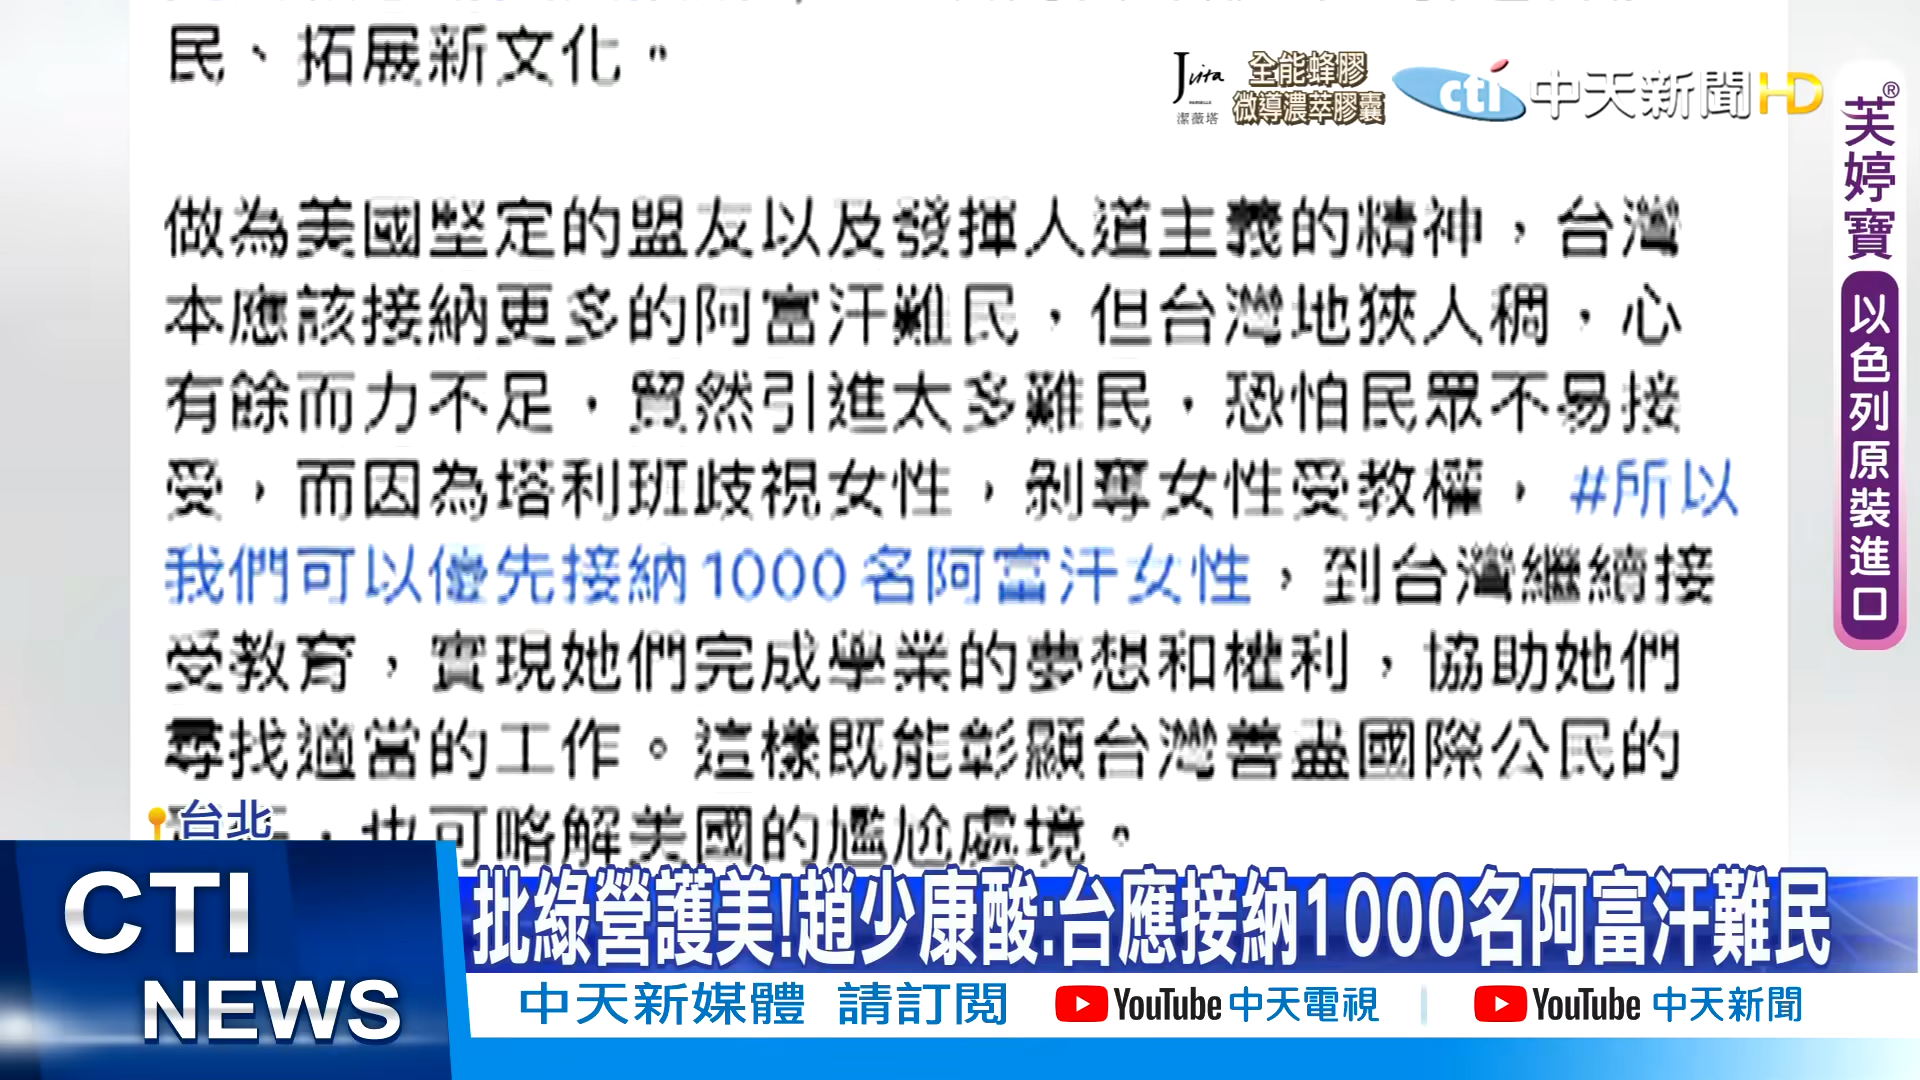 民、拓展新文化。
Jvita
潔薇塔
全能蜂膠
微導濃萃膠囊
cti 中天新聞HD
芙婷寶®
以色列原裝進口
做為美國堅定的盟友以及發揮人道主義的精神，台灣
本應該接納更多的阿富汗難民，但台灣地狹人稠，心
有餘而力不足，貿然引進太多難民，恐怕民眾不易接
受，而因為塔利班歧視女性，剝奪女性受教權，#所以
我們可以優先接納1000名阿富汗女性，到台灣繼續接
受教育，實現她們完成學業的夢想和權利，協助她們
尋找適當的工作。這樣既能彰顯台灣善盡國際公民的
，也可略解美國的尷尬處境。
台北
CTI
NEWS
批綠營護美!趙少康酸:台應接納1000名阿富汗難民
中天新媒體 請訂閱 YouTube 中天電視 | YouTube 中天新聞